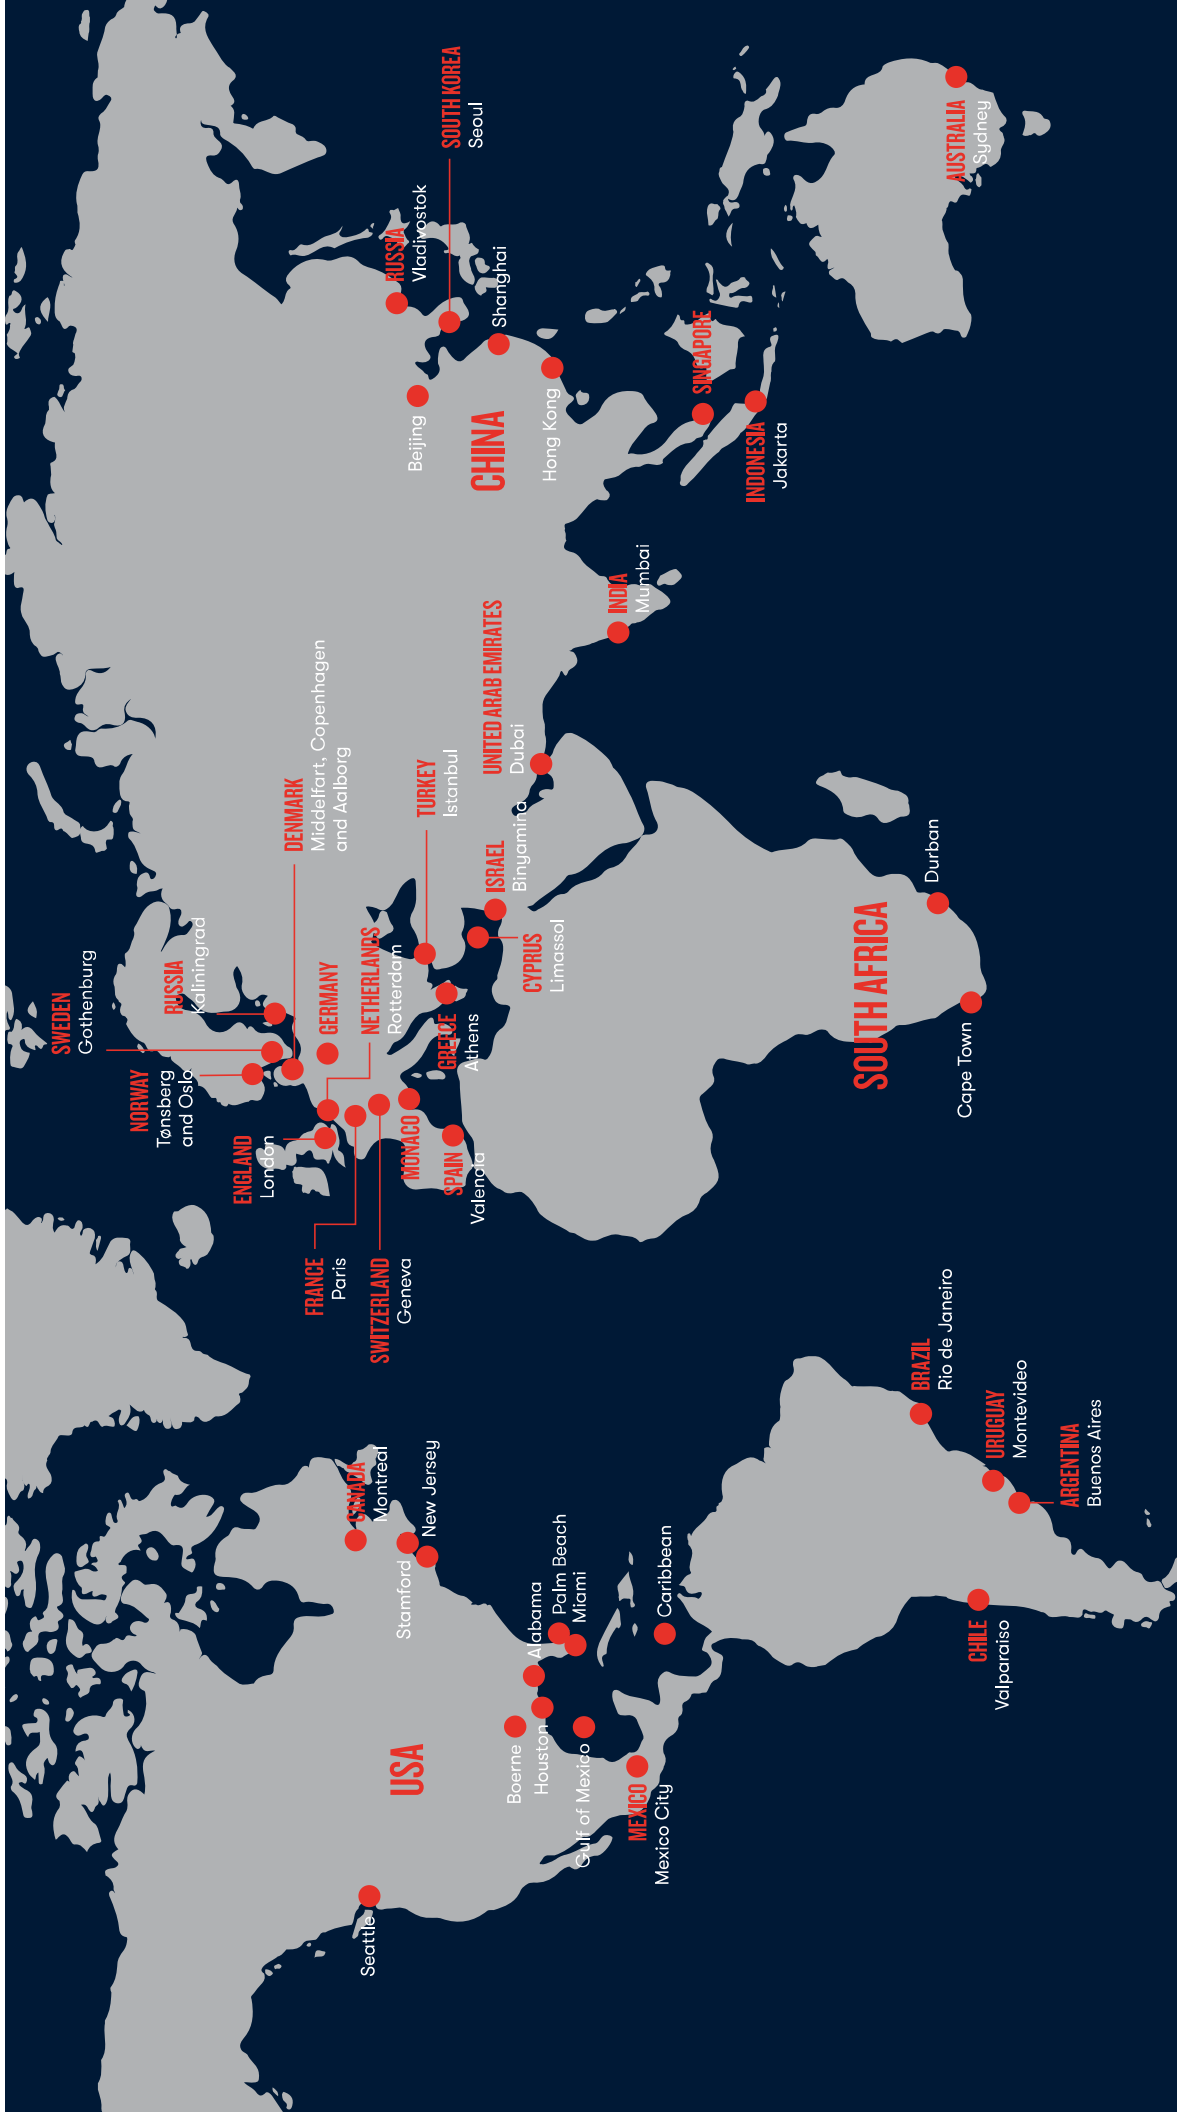 SWEDEN
Gothenburg
NORWAY
Tønsberg
and Oslo
RUSSIA
Kaliningrad
ENGLAND
London
DENMARK
Middelfart, Copenhagen
and Aalborg
GERMANY
NETHERLANDS
Rotterdam
FRANCE
Paris
SWITZERLAND
Geneva
MONACO
SPAIN
Valencia
GREECE
Athens
TURKEY
Istanbul
CYPRUS
Limassol
ISRAEL
Binyamina
UNITED ARAB EMIRATES
Dubai
INDIA
Mumbai
RUSSIA
Vladivostok
SOUTH KOREA
Seoul
CHINA
Beijing
Shanghai
Hong Kong
SINGAPORE
INDONESIA
Jakarta
AUSTRALIA
Sydney
SOUTH AFRICA
Durban
Cape Town
CANADA
Montreal
USA
Seattle
Stamford
New Jersey
Boerne
Houston
Alabama
Palm Beach
Miami
Gulf of Mexico
Caribbean
MEXICO
Mexico City
BRAZIL
Rio de Janeiro
URUGUAY
Montevideo
ARGENTINA
Buenos Aires
CHILE
Valparaiso